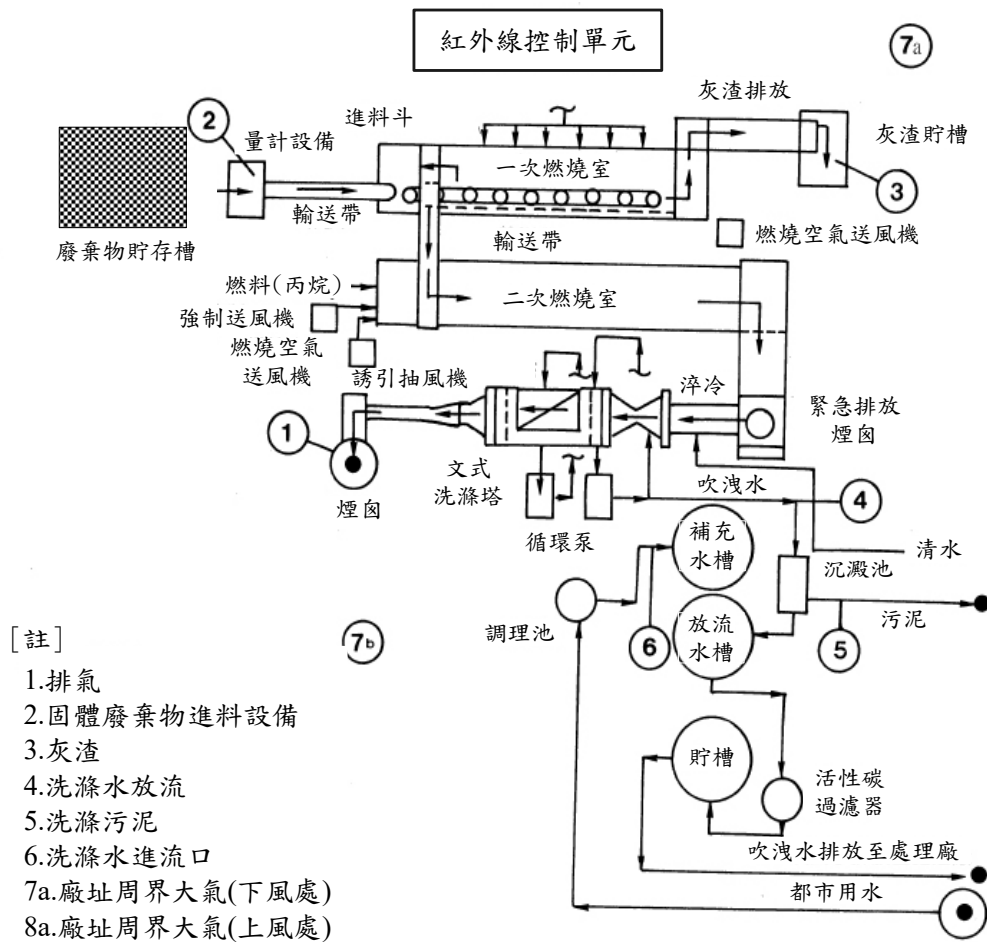 紅外線控制單元
7a
灰渣排放
2
量計設備
進料斗
一次燃燒室
灰渣貯槽
3
輸送帶
廢棄物貯存槽
輸送帶
燃燒空氣送風機
燃料(丙烷)
二次燃燒室
強制送風機
燃燒空氣
送風機
誘引抽風機
淬冷
緊急排放
煙囪
1
煙囪
文式
洗滌塔
吹洩水
4
循環泵
補充
水槽
清水
沉澱池
調理池
6
放流
水槽
5
污泥
7b
[註]
1.排氣
2.固體廢棄物進料設備
3.灰渣
4.洗滌水放流
5.洗滌污泥
6.洗滌水進流口
7a.廠址周界大氣(下風處)
8a.廠址周界大氣(上風處)
貯槽
活性碳
過濾器
吹洩水排放至處理廠
都市用水